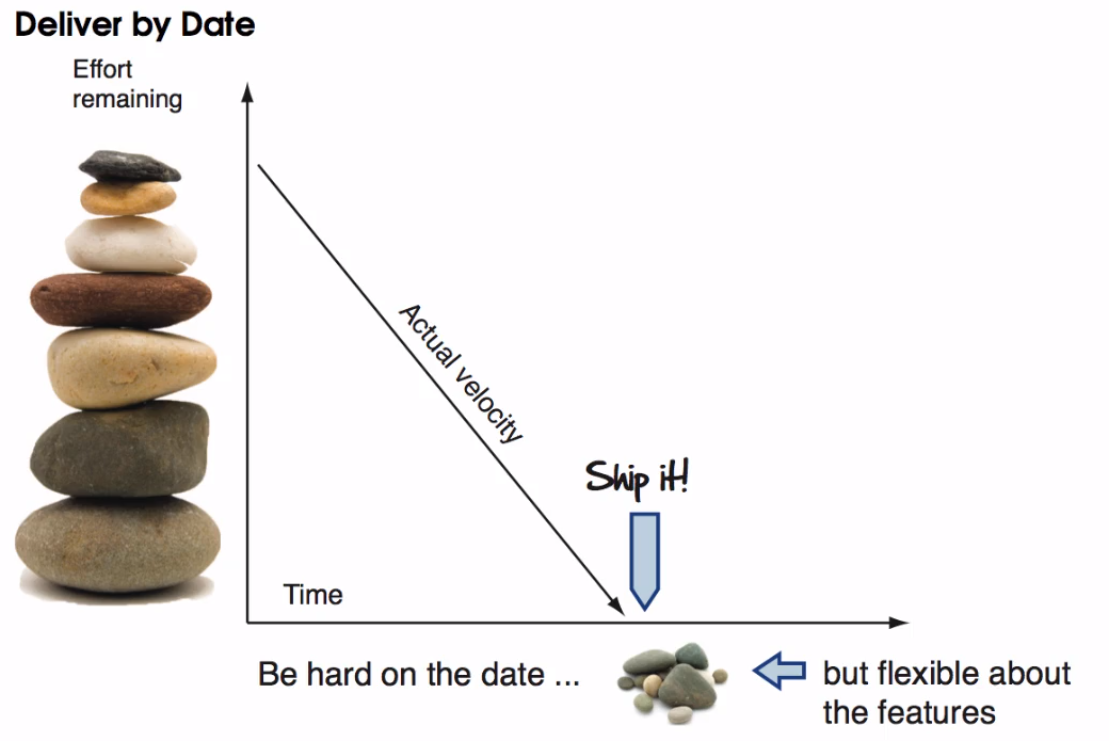 Deliver by Date
Effort
remaining
Actual velocity
Ship it!
Time
Be hard on the date ...
but flexible about
the features